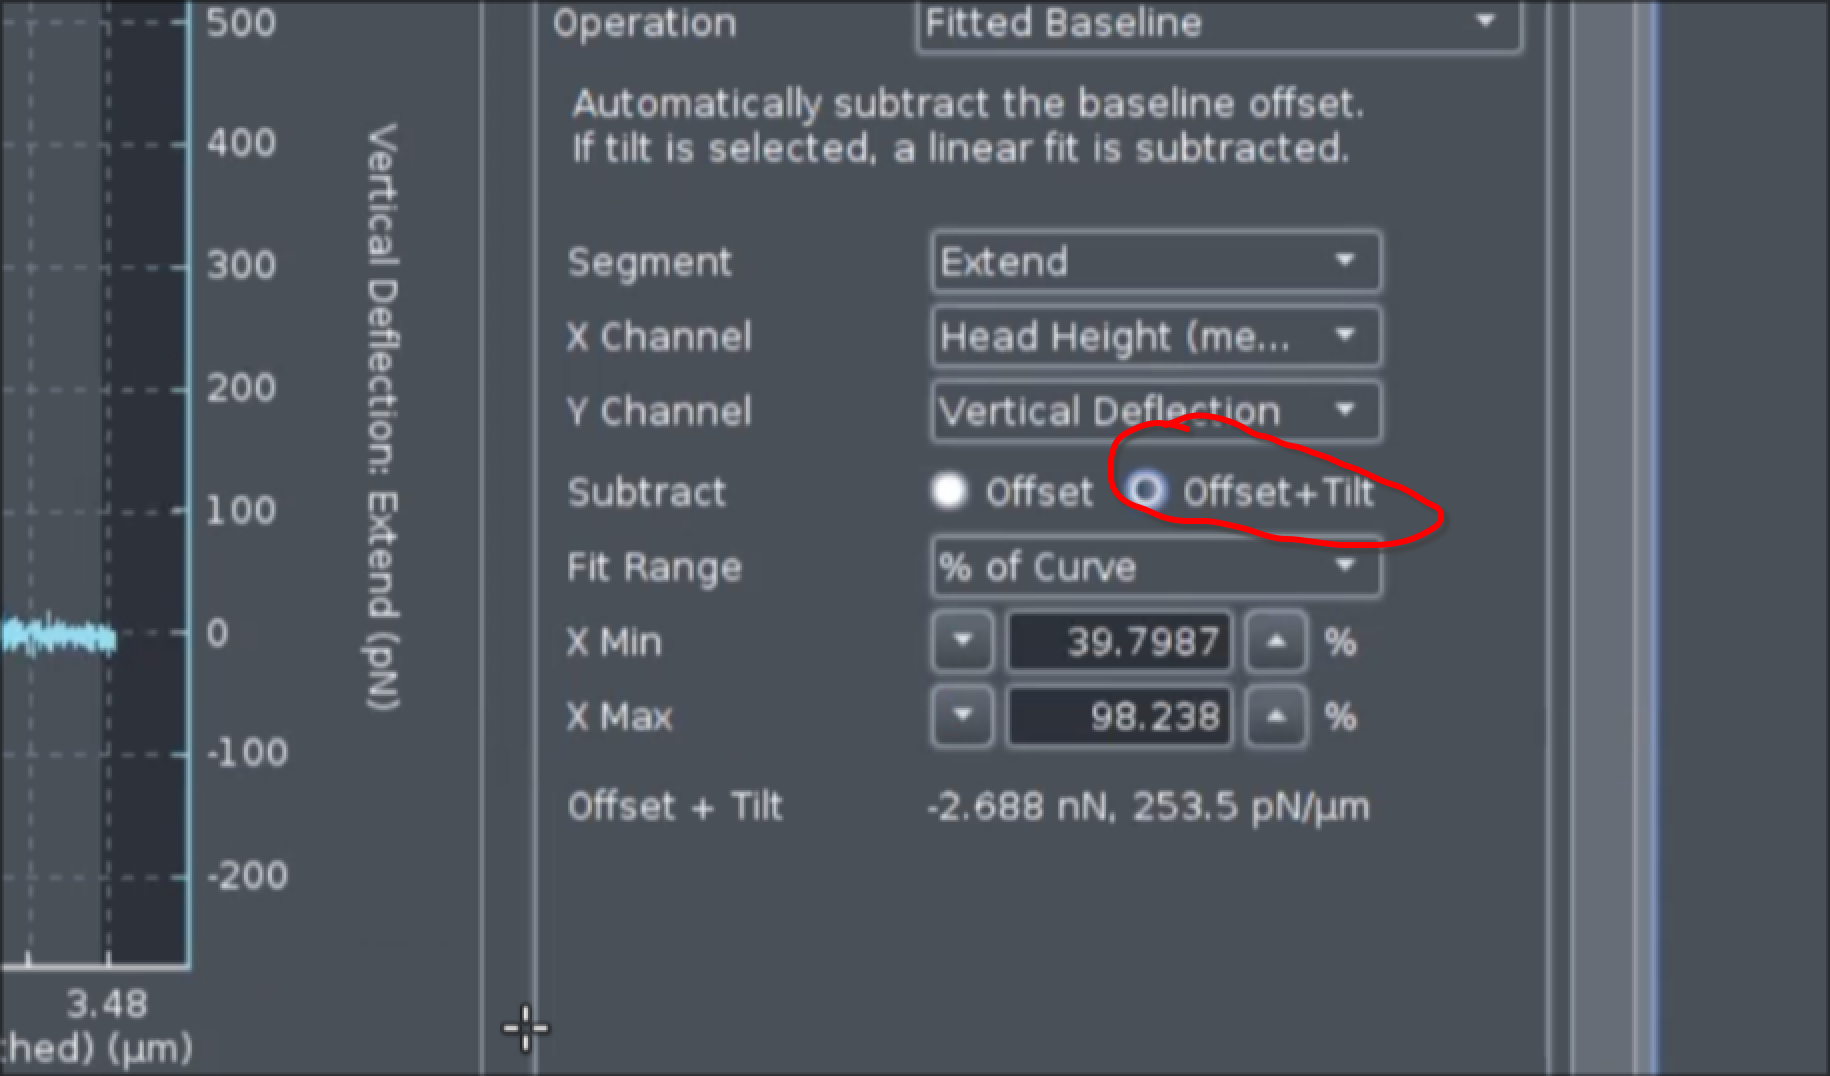 500
400
300
200
100
0
-100
-200
Vertical Deflection: Extend (pN)
3.48
hed) (µm)
Operation Fitted Baseline
Automatically subtract the baseline offset.
If tilt is selected, a linear fit is subtracted.
Segment Extend
X Channel Head Height (me...
Y Channel Vertical Deflection
Subtract Offset Offset+Tilt
Fit Range % of Curve
X Min 39.7987 %
X Max 98.238 %
Offset + Tilt -2.688 nN, 253.5 pN/µm